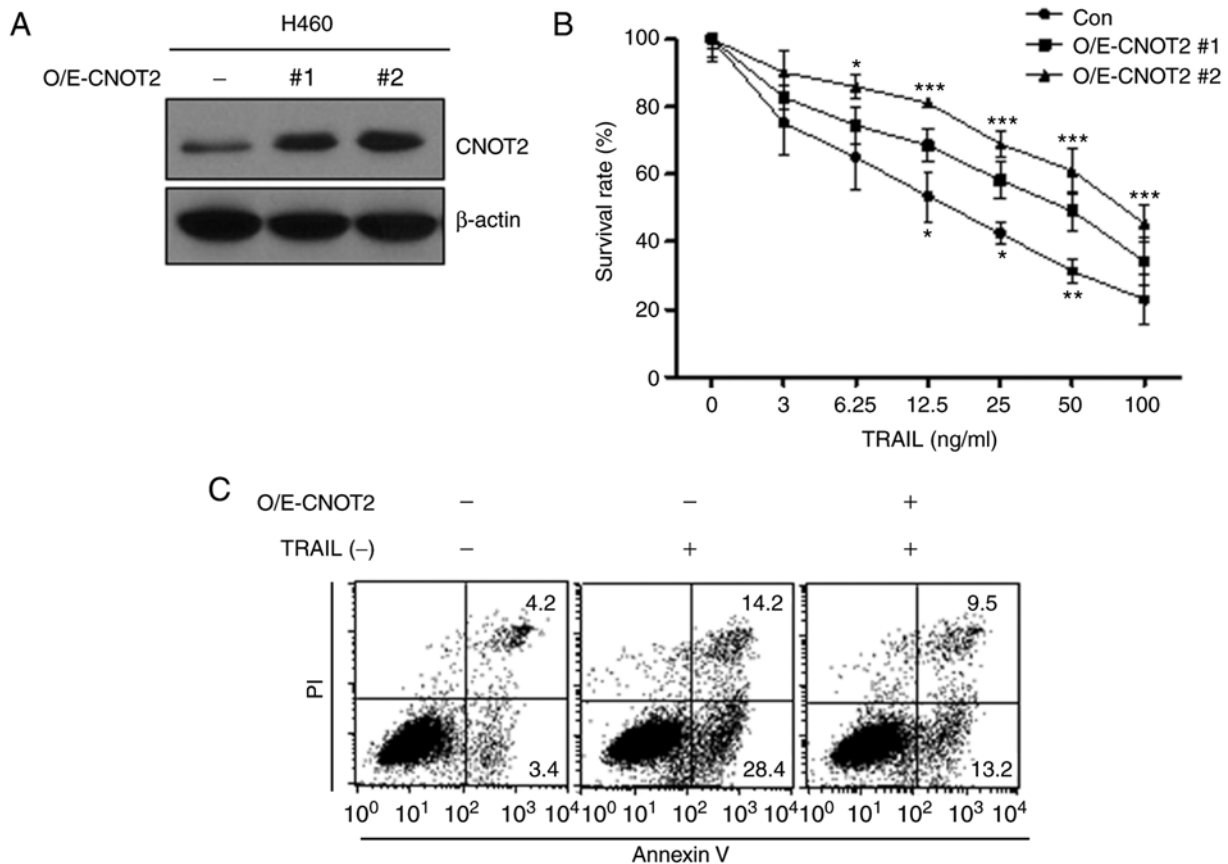 A
H460
O/E-CNOT2 – #1 #2
CNOT2
β-actin
B
Con
O/E-CNOT2 #1
O/E-CNOT2 #2
Survival rate (%)
100
80
60
40
20
0
* *** *** *** ***
* * **
0 3 6.25 12.5 25 50 100
TRAIL (ng/ml)
C
O/E-CNOT2 – – +
TRAIL (–) – + +
PI
4.2 14.2 9.5
3.4 28.4 13.2
10⁰ 10¹ 10² 10³ 10⁴ 10⁰ 10¹ 10² 10³ 10⁴ 10⁰ 10¹ 10² 10³ 10⁴
Annexin V